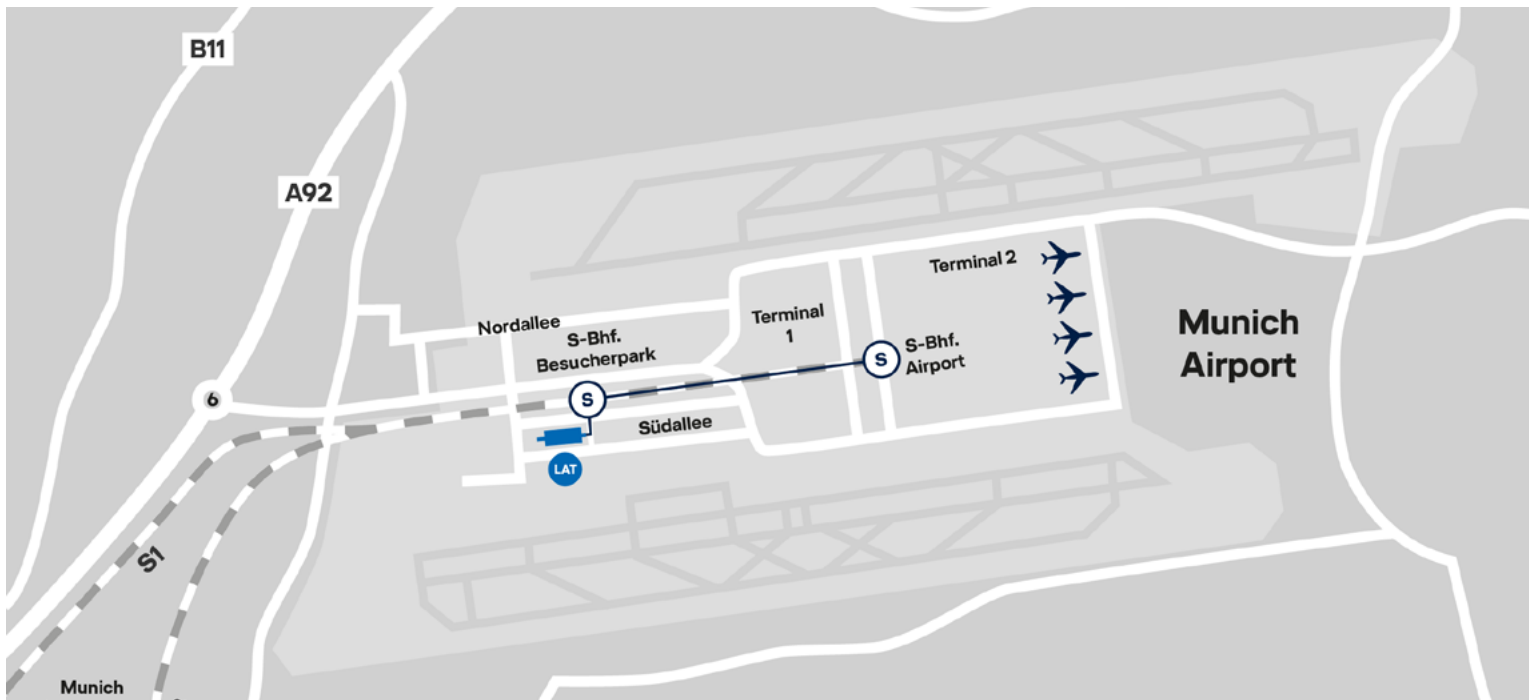 B11
A92
Terminal 2
Nordallee
S-Bhf.
Besucherpark
Terminal
1
S-Bhf.
Airport
Munich
Airport
S
S
6
Südallee
LAT
S1
Munich